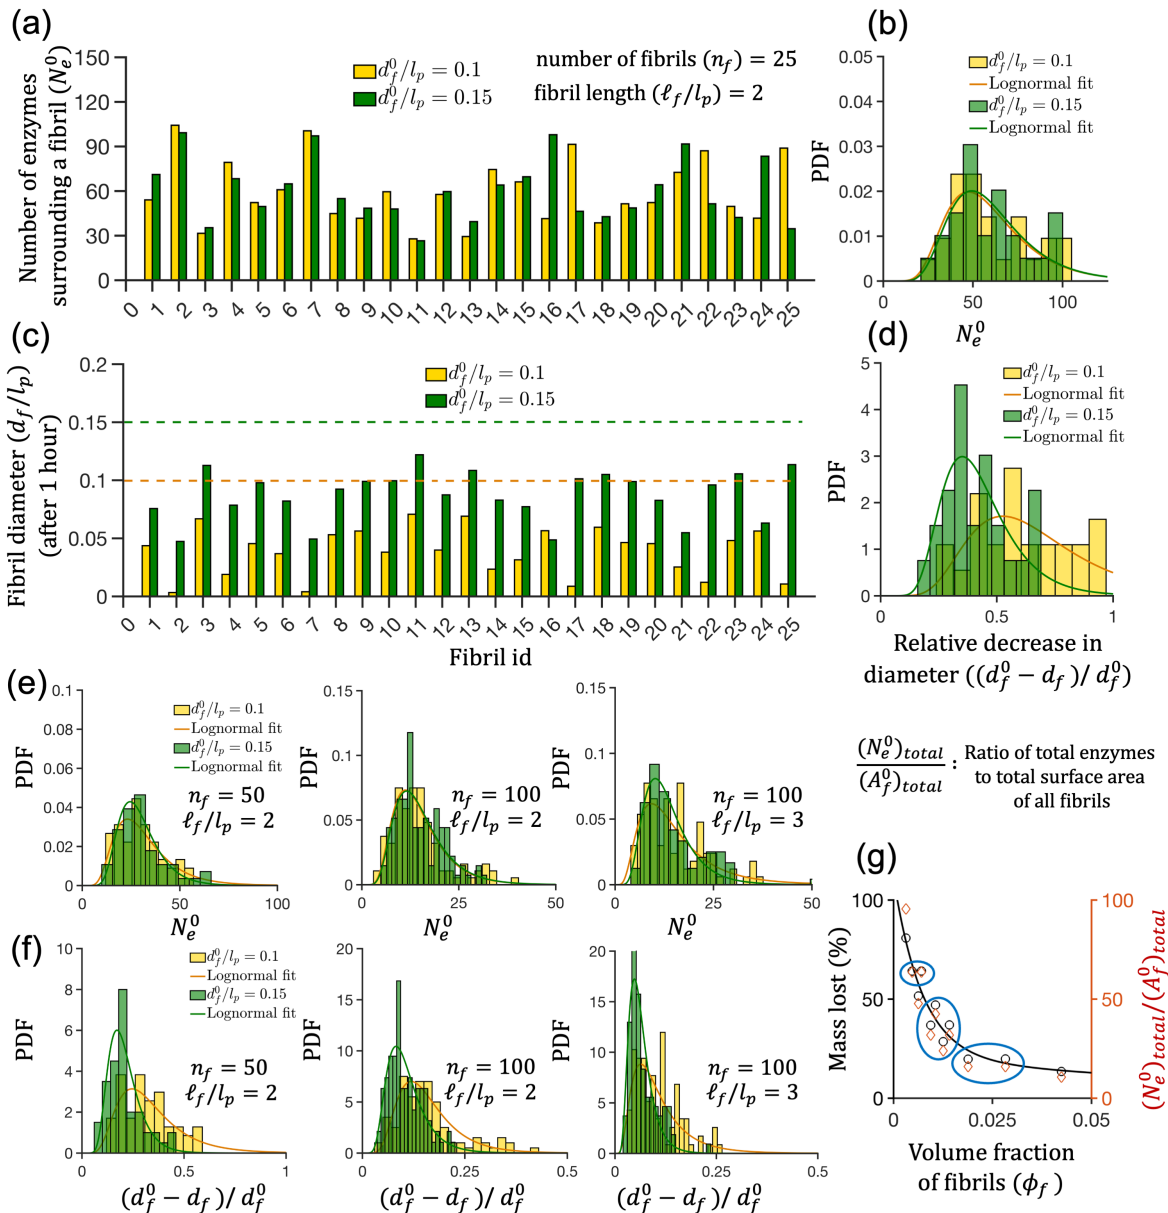 (a)
Number of enzymes
surrounding a fibril (N_e^0)
150
120
90
60
30
0
d_f^0/l_p = 0.1
d_f^0/l_p = 0.15
number of fibrils (n_f) = 25
fibril length (ℓ_f/l_p) = 2
0 1 2 3 4 5 6 7 8 9 10 11 12 13 14 15 16 17 18 19 20 21 22 23 24 25
(b)
PDF
0.05
0.04
0.03
0.02
0.01
0
d_f^0/l_p = 0.1
Lognormal fit
d_f^0/l_p = 0.15
Lognormal fit
0 50 100
N_e^0
(c)
Fibril diameter (d_f/l_p)
(after 1 hour)
0.2
0.15
0.1
0.05
0
d_f^0/l_p = 0.1
d_f^0/l_p = 0.15
0 1 2 3 4 5 6 7 8 9 10 11 12 13 14 15 16 17 18 19 20 21 22 23 24 25
Fibril id
(d)
PDF
5
4
3
2
1
0
d_f^0/l_p = 0.1
Lognormal fit
d_f^0/l_p = 0.15
Lognormal fit
0 0.5 1
Relative decrease in
diameter ((d_f^0 − d_f)/ d_f^0)
(e)
PDF
0.1
0.08
0.06
0.04
0.02
0
d_f^0/l_p = 0.1
Lognormal fit
d_f^0/l_p = 0.15
Lognormal fit
n_f = 50
ℓ_f/l_p = 2
0 50 100
N_e^0
PDF
0.15
0.1
0.05
0
n_f = 100
ℓ_f/l_p = 2
0 25 50
N_e^0
PDF
0.15
0.1
0.05
0
n_f = 100
ℓ_f/l_p = 3
0 25 50
N_e^0
(N_e^0)_total
(A_f^0)_total
: Ratio of total enzymes
to total surface area
of all fibrils
(f)
PDF
10
8
6
4
2
0
d_f^0/l_p = 0.1
Lognormal fit
d_f^0/l_p = 0.15
Lognormal fit
n_f = 50
ℓ_f/l_p = 2
0 0.5 1
(d_f^0 − d_f)/ d_f^0
PDF
20
15
10
5
0
n_f = 100
ℓ_f/l_p = 2
0 0.25 0.5
(d_f^0 − d_f)/ d_f^0
PDF
20
15
10
5
0
n_f = 100
ℓ_f/l_p = 3
0 0.25 0.5
(d_f^0 − d_f)/ d_f^0
(g)
Mass lost (%)
100
50
0
100
50
0
(N_e^0)_total/(A_f^0)_total
0 0.025 0.05
Volume fraction
of fibrils (ϕ_f)